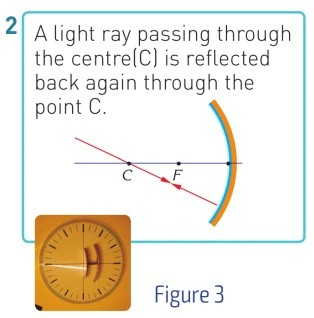 2
A light ray passing through
the centre(C) is reflected
back again through the
point C.
C
F
Figure 3